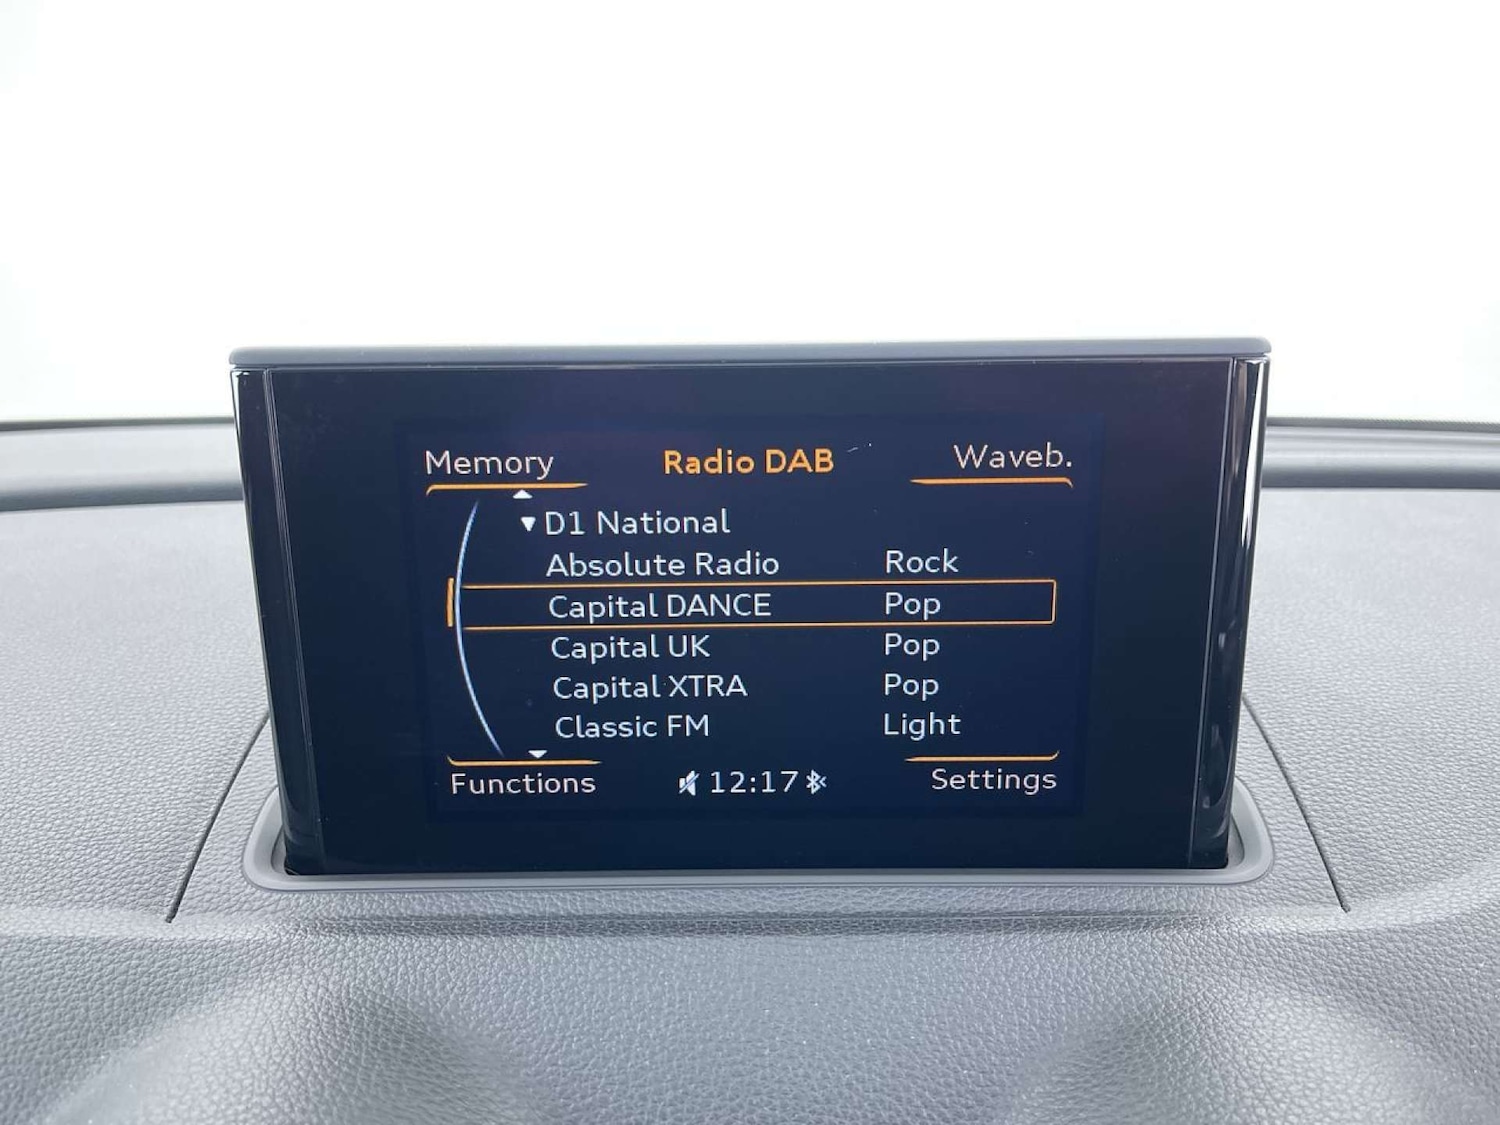 Memory Radio DAB Waveb.
D1 National
Absolute Radio Rock
Capital DANCE Pop
Capital UK Pop
Capital XTRA Pop
Classic FM Light
Functions 12:17 Settings